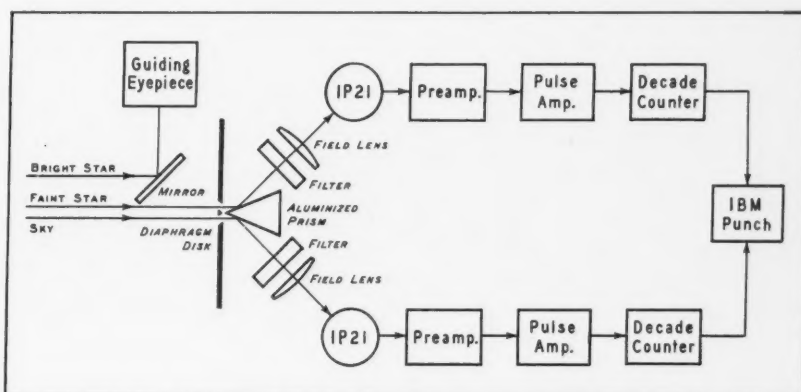 Guiding
Eyepiece
IP21
Preamp.
Pulse
Amp.
Decade
Counter
FIELD LENS
BRIGHT STAR
MIRROR
FILTER
FAINT STAR
ALUMINIZED
PRISM
SKY
DIAPHRAGM
DISK
FILTER
FIELD LENS
IBM
Punch
IP21
Preamp.
Pulse
Amp.
Decade
Counter